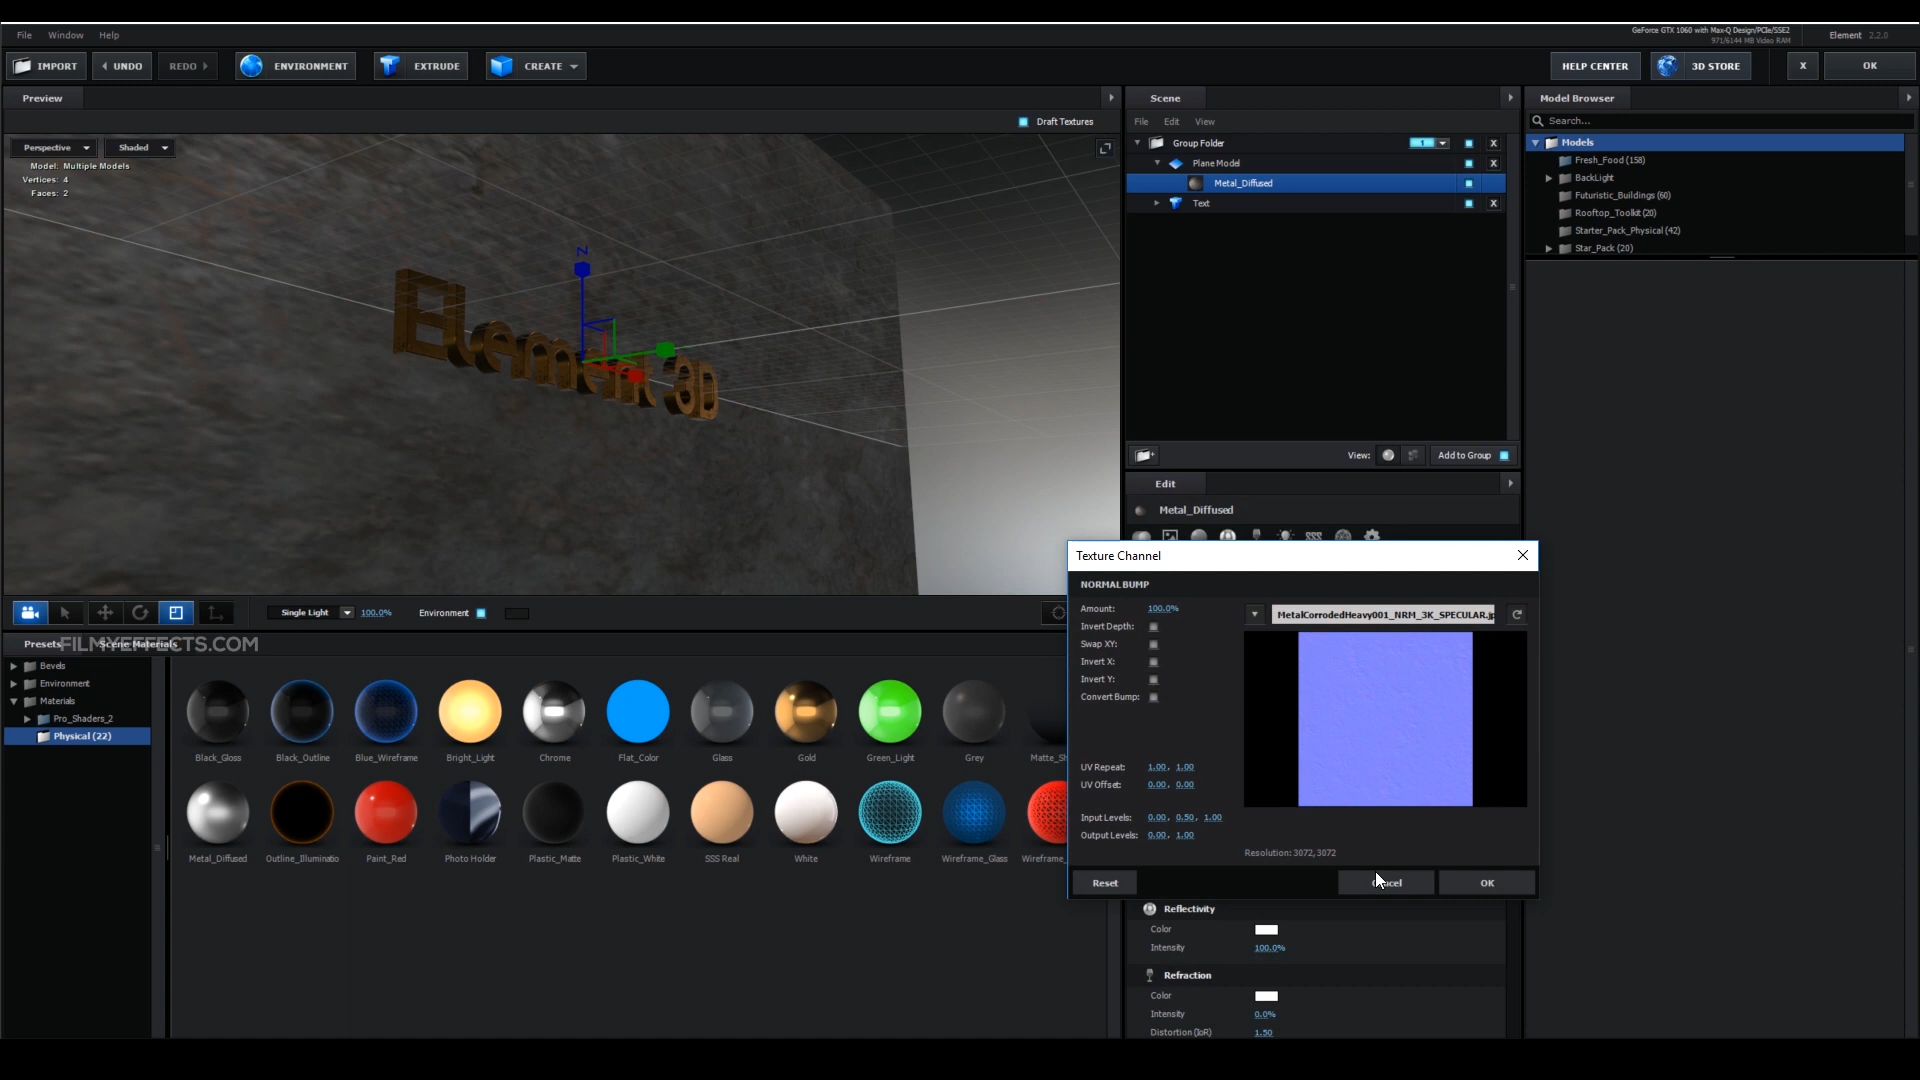 File Window Help
GeForce GTX 1060 with Max-Q Design/PCIe/SSE2
971/6144 MB Video RAM
Element 2.2.0
IMPORT UNDO REDO ENVIRONMENT EXTRUDE CREATE HELP CENTER 3D STORE X OK
Preview
Draft Textures
Perspective Shaded
Model: Multiple Models
Vertices: 4
Faces: 2
Z
Element 3D
Scene
File Edit View
Group Folder 1 X
Plane Model X
Metal_Diffused
Text X
View: Add to Group
Model Browser
Search...
Models
Fresh_Food (158)
BackLight
Futuristic_Buildings (60)
Rooftop_Toolkit (20)
Starter_Pack_Physical (42)
Star_Pack (20)
Edit
Metal_Diffused
Texture Channel
NORMAL BUMP
Amount: 100.0%
MetalCorrodedHeavy001_NRM_3K_SPECULAR.jp
Invert Depth:
Swap XY:
Invert X:
Invert Y:
Convert Bump:
UV Repeat: 1.00, 1.00
UV Offset: 0.00, 0.00
Input Levels: 0.00, 0.50, 1.00
Output Levels: 0.00, 1.00
Resolution: 3072,3072
Reset Cancel OK
Single Light 100.0% Environment
Presets Scene Materials
FILMYEFFECTS.COM
Bevels
Environment
Materials
Pro_Shaders_2
Physical (22)
Black_Gloss Black_Outline Blue_Wireframe Bright_Light Chrome Flat_Color Glass Gold Green_Light Grey Matte_Sh
Metal_Diffused Outline_Illuminatio Paint_Red Photo Holder Plastic_Matte Plastic_White SSS Real White Wireframe Wireframe_Glass Wireframe_
Reflectivity
Color
Intensity 100.0%
Refraction
Color
Intensity 0.0%
Distortion (IoR) 1.50